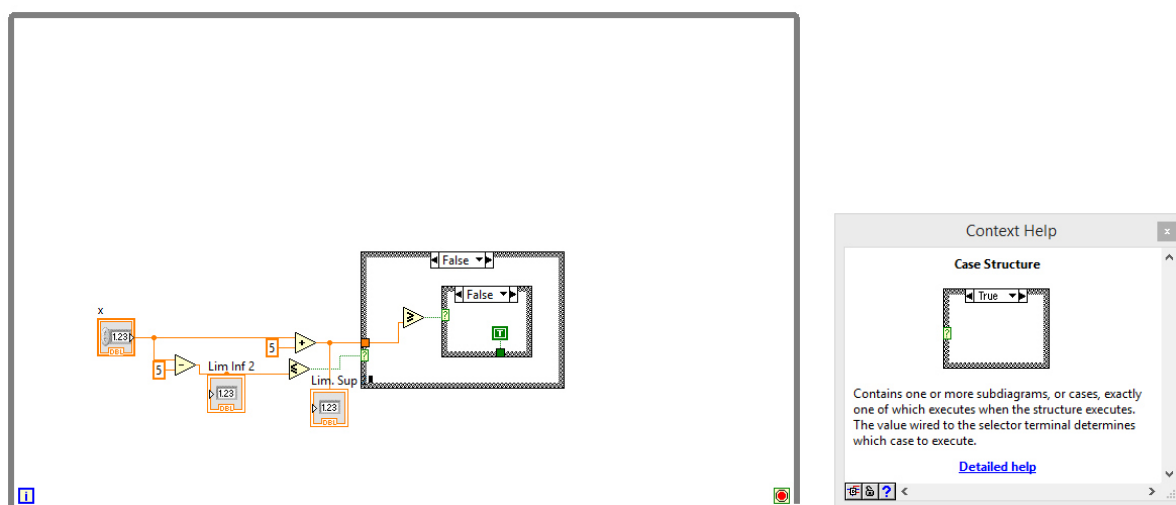 False
False
x
1.23
DBL
5
+
?
≥
T
?
5
-
Lim Inf 2
1.23
DBL
Lim. Sup
1.23
DBL
i
Context Help
x
Case Structure
True
?
Contains one or more subdiagrams, or cases, exactly
one of which executes when the structure executes.
The value wired to the selector terminal determines
which case to execute.
Detailed help
?